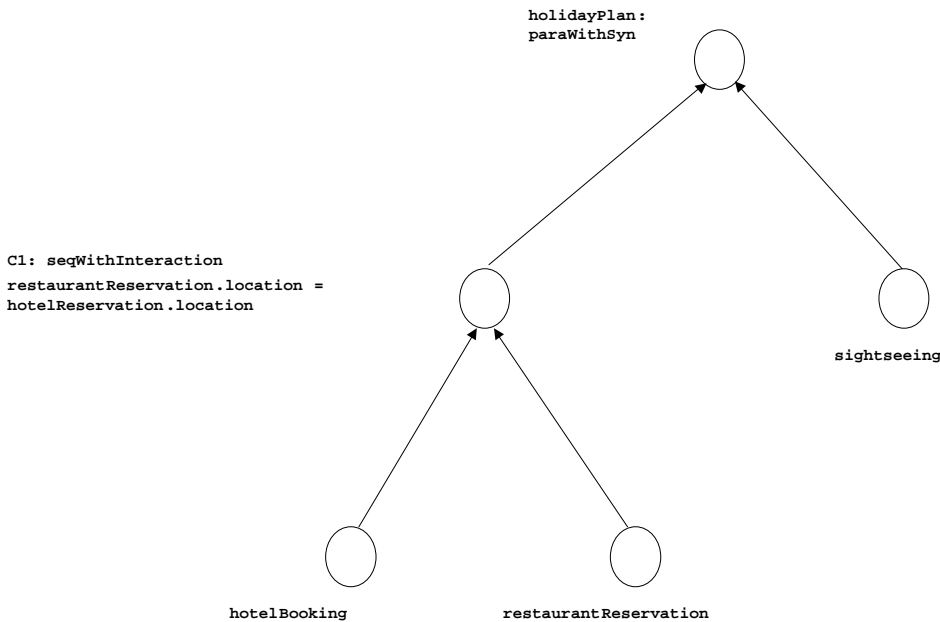 holidayPlan:
paraWithSyn
C1: seqWithInteraction
restaurantReservation.location =
hotelReservation.location
sightseeing
hotelBooking
restaurantReservation